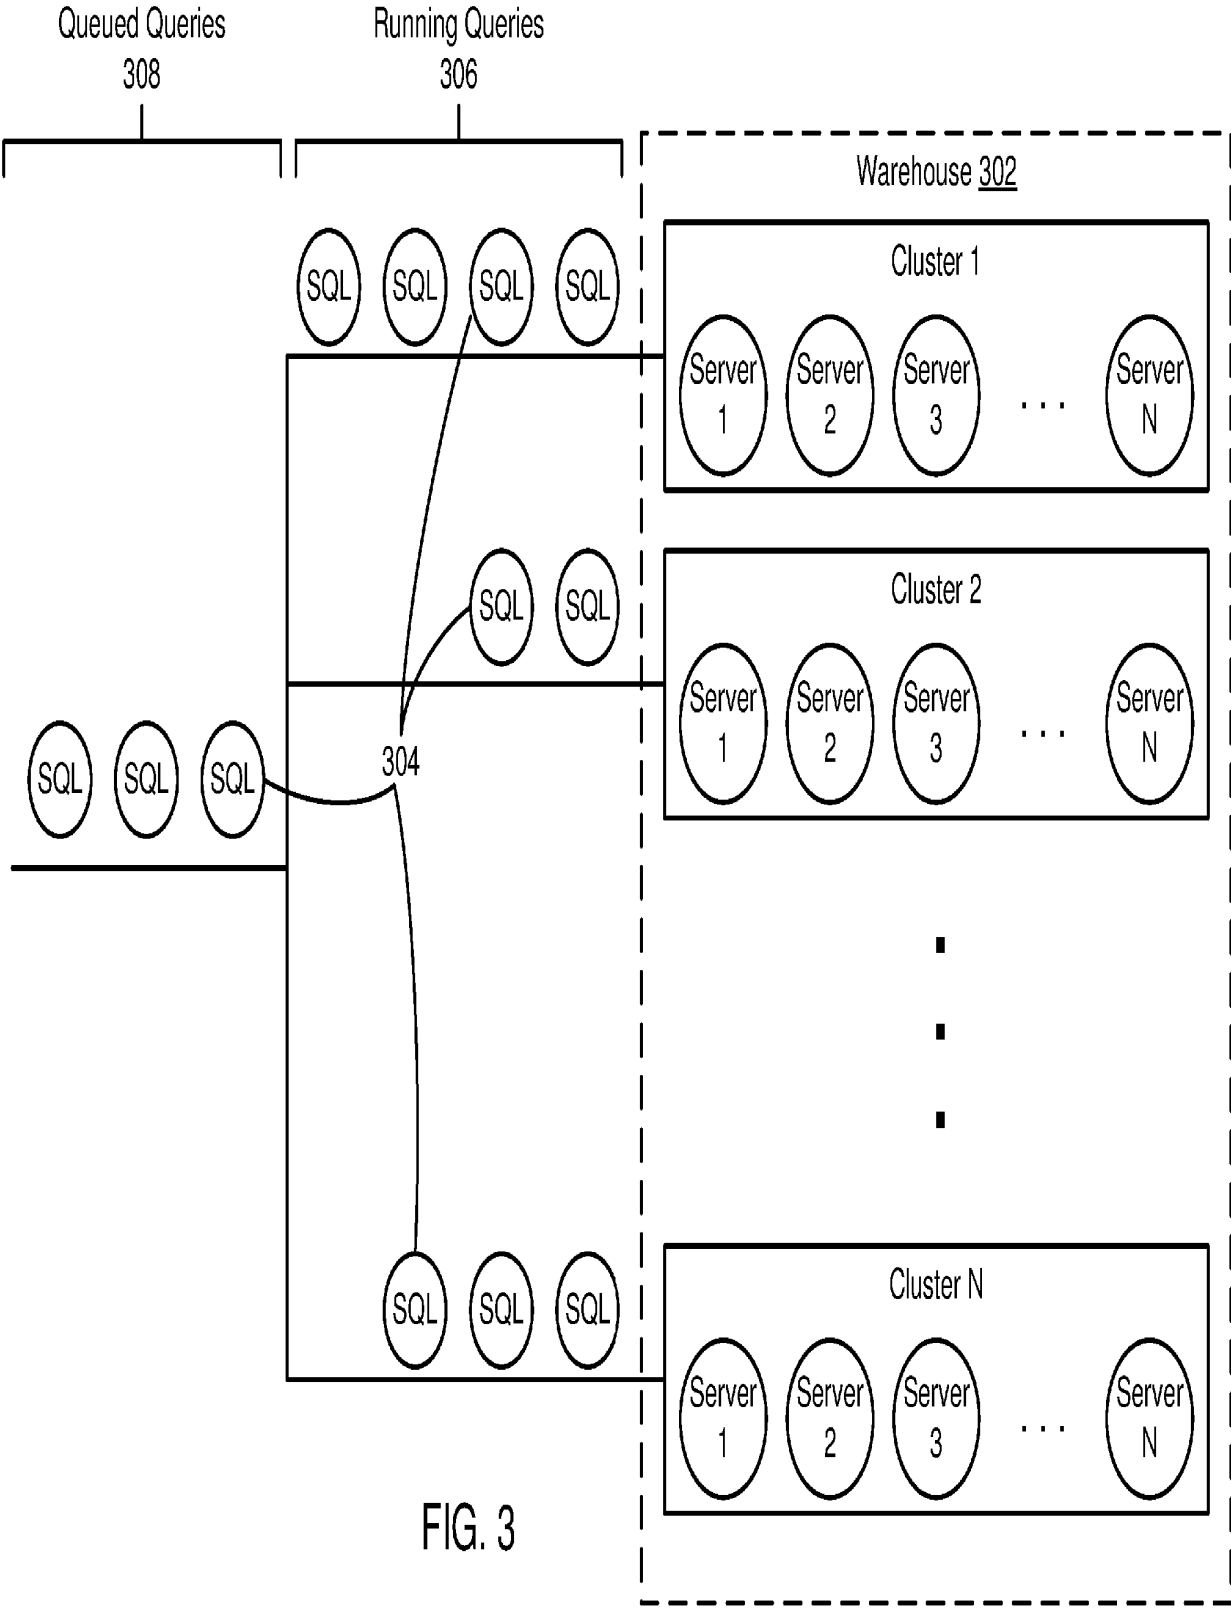 Queued Queries
308
Running Queries
306
Warehouse 302
Cluster 1
SQL SQL SQL SQL
Server 1
Server 2
Server 3
. . .
Server N
Cluster 2
SQL SQL
Server 1
Server 2
Server 3
. . .
Server N
SQL SQL SQL
304
Cluster N
SQL SQL SQL
Server 1
Server 2
Server 3
. . .
Server N
FIG. 3